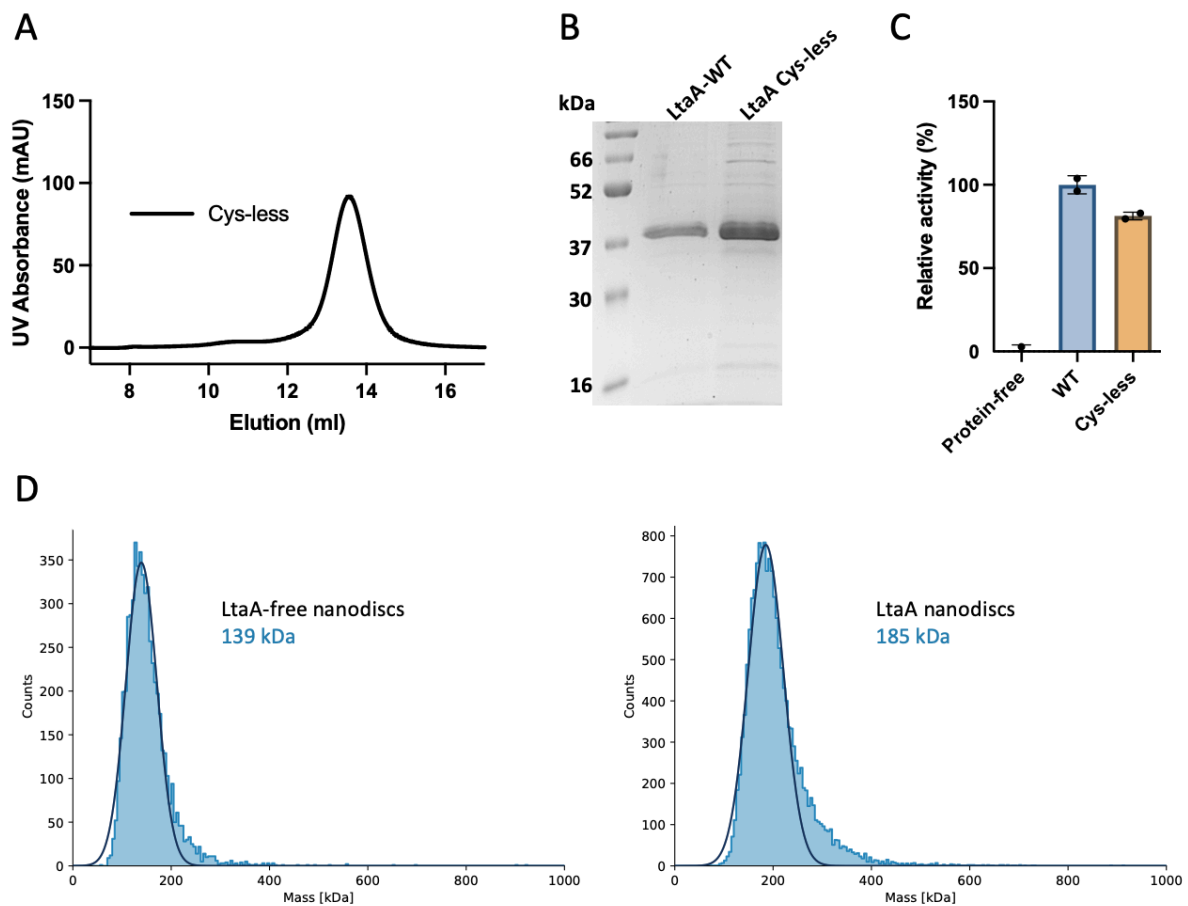 A
UV Absorbance (mAU)
150
100
50
0
Cys-less
8 10 12 14 16
Elution (ml)
B
kDa
LtaA-WT
LtaA Cys-less
66
52
37
30
16
C
Relative activity (%)
150
100
50
0
Protein-free
WT
Cys-less
D
Counts
350
300
250
200
150
100
50
0
LtaA-free nanodiscs
139 kDa
0 200 400 600 800 1000
Mass [kDa]
Counts
800
700
600
500
400
300
200
100
0
LtaA nanodiscs
185 kDa
0 200 400 600 800 1000
Mass [kDa]